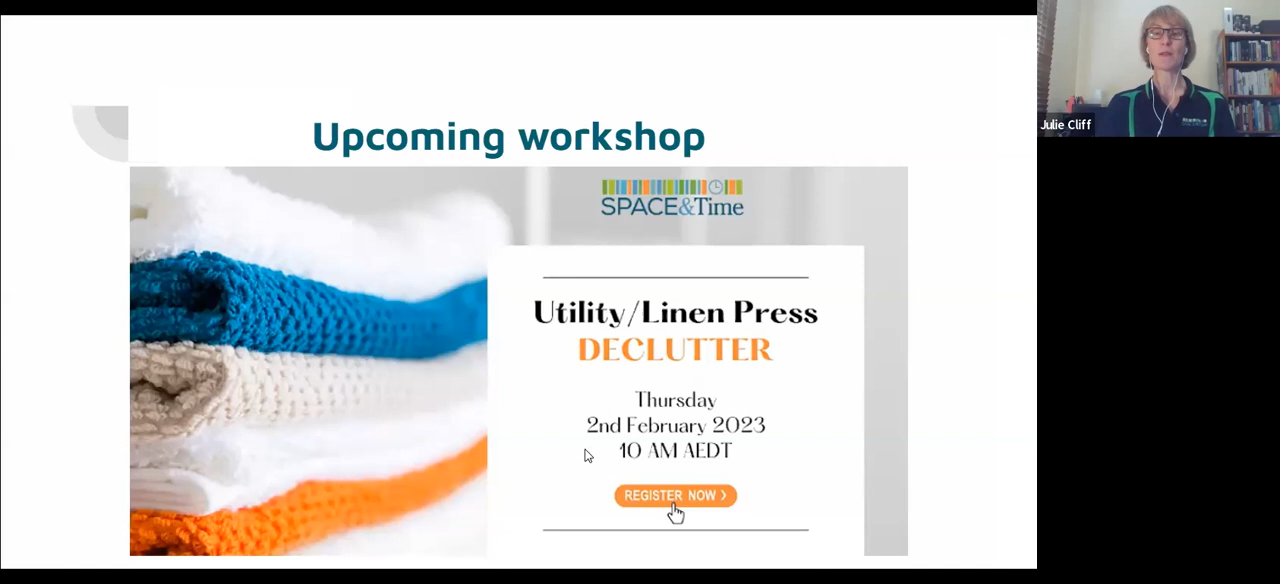 Upcoming workshop
SPACE&Time
Utility/Linen Press
DECLUTTER
Thursday
2nd February 2023
10 AM AEDT
REGISTER NOW >
Julie Cliff